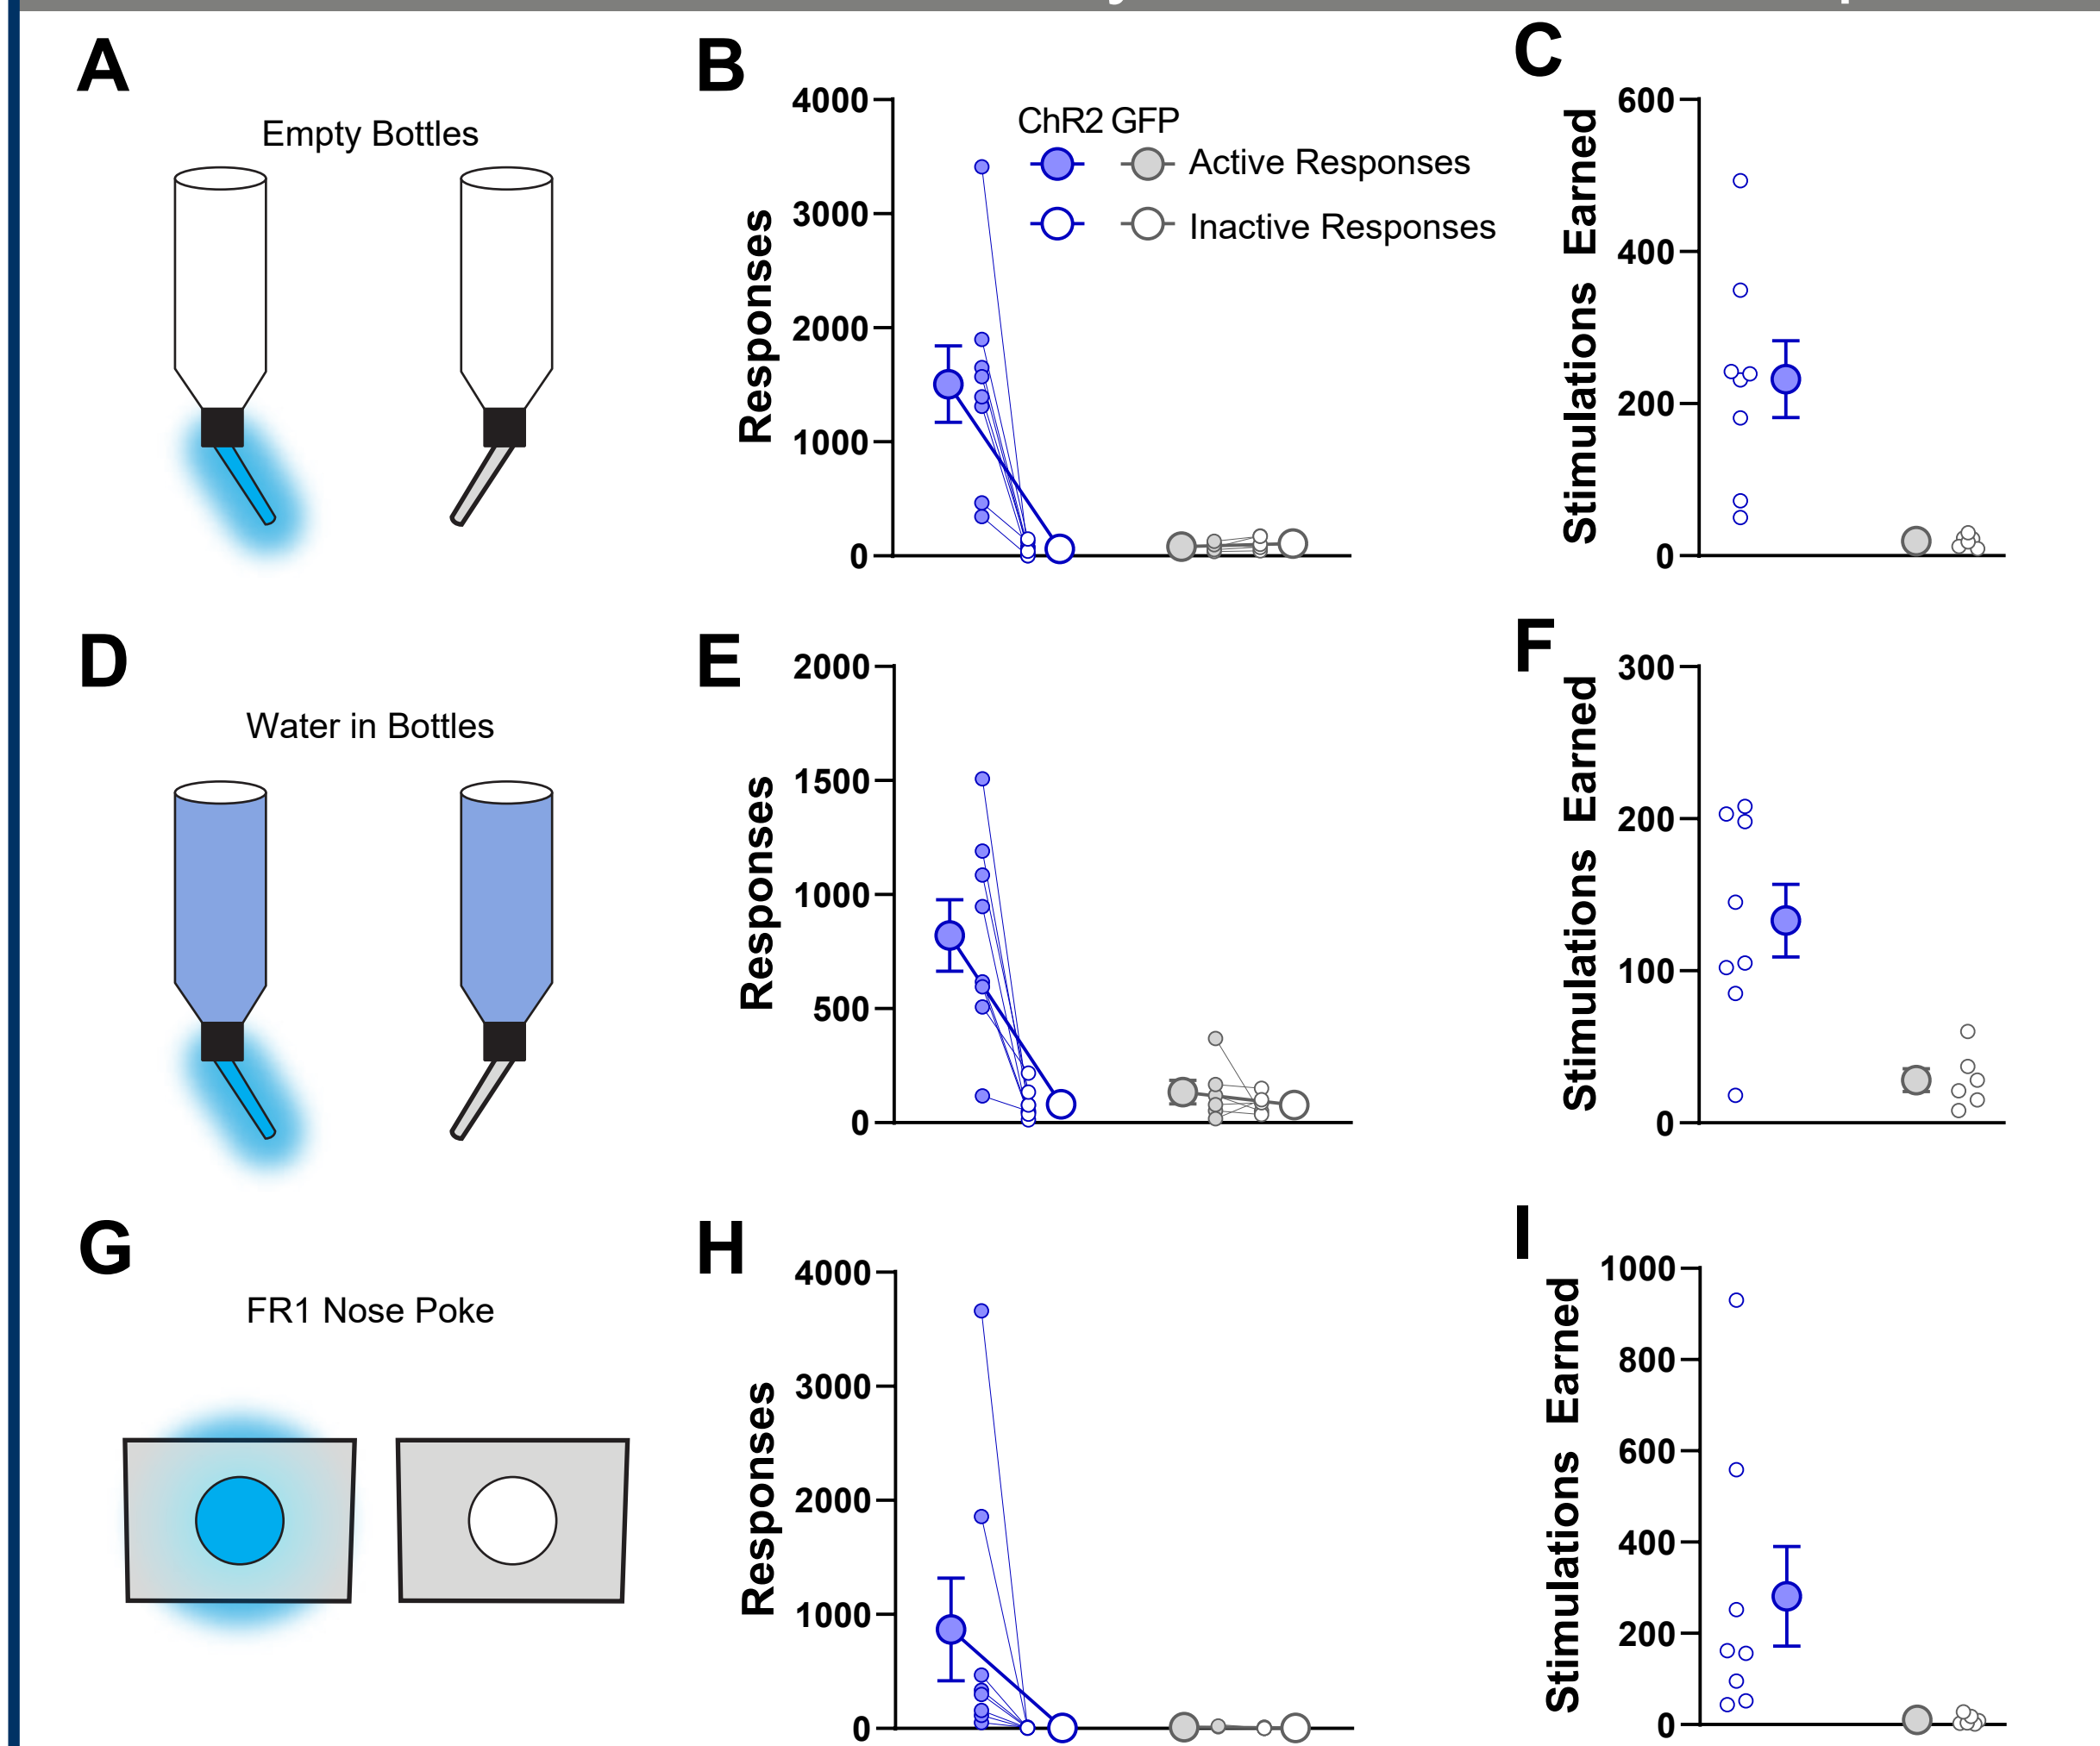 A
Empty Bottles
B
4000
3000
2000
1000
0
Responses
ChR2 GFP
Active Responses
Inactive Responses
C
600
400
200
0
Stimulations Earned
D
Water in Bottles
E
2000
1500
1000
500
0
Responses
F
300
200
100
0
Stimulations Earned
G
FR1 Nose Poke
H
4000
3000
2000
1000
0
Responses
I
1000
800
600
400
200
0
Stimulations Earned